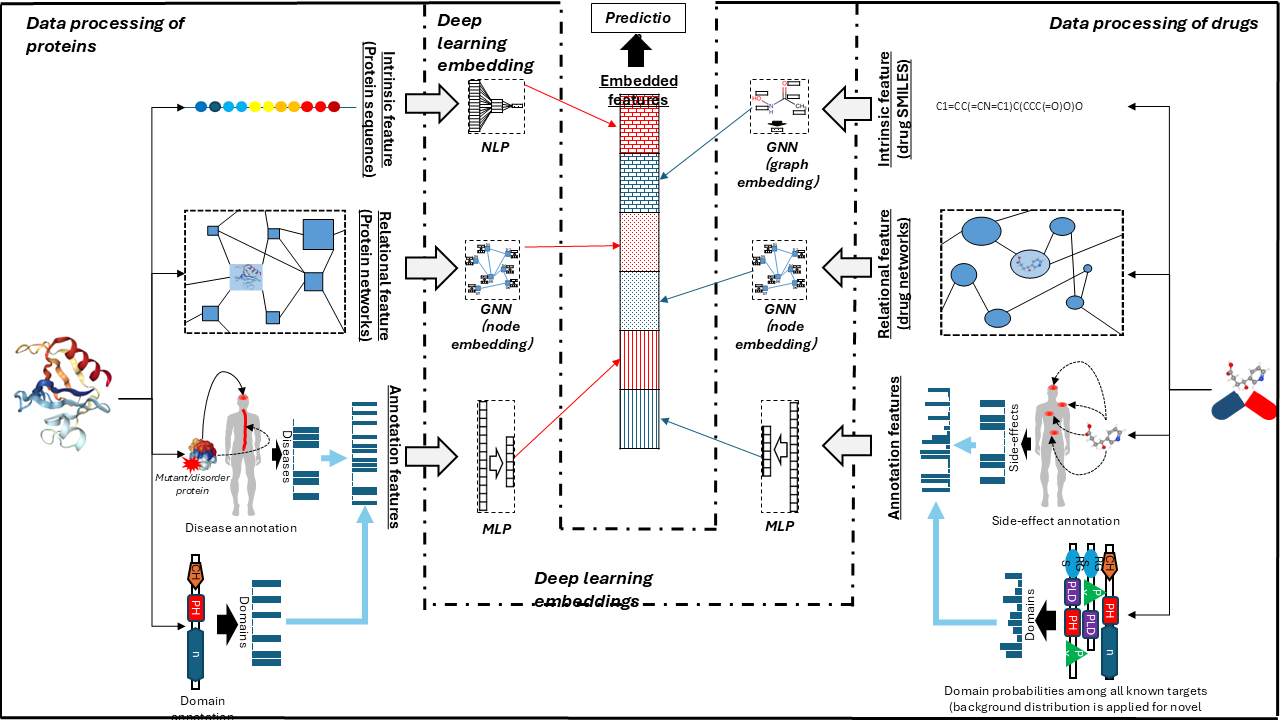 Data processing of
proteins
Deep
learning
embedding
Predictio
Data processing of drugs
Embedded
features
Intrinsic feature
(Protein sequence)
NLP
GNN
(graph
embedding)
Intrinsic feature
(drug SMILES)
C1=CC(=CN=C1)C(CCC(=O)O)O
Relational feature
(Protein networks)
GNN
(node
embedding)
GNN
(node
embedding)
Relational feature
(drug networks)
Mutant/disorder
protein
Diseases
Disease annotation
Annotation features
MLP
MLP
Annotation features
Side-effects
Side-effect annotation
Deep learning
embeddings
CH
PH
n
Domains
Domain
annotation
Domains
RG
S
PLD
PH
P
X
RG
S
P
X
PLD
CH
PH
n
Domain probabilities among all known targets
(background distribution is applied for novel